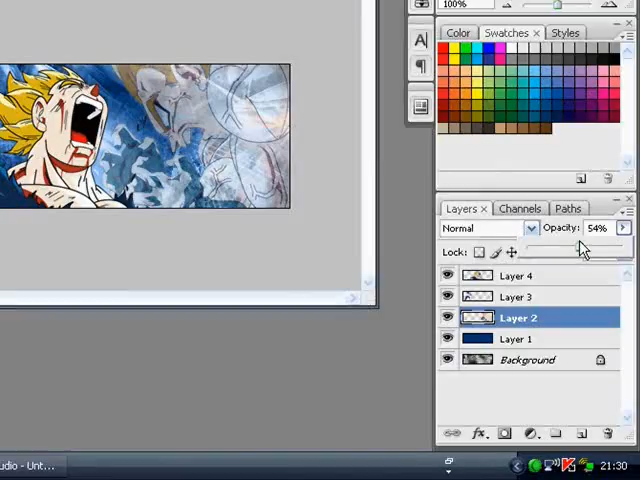 100%
Color Swatches × Styles
Layers × Channels Paths
Normal Opacity: 54%
Lock:
Layer 4
Layer 3
Layer 2
Layer 1
Background
fx.
udio - Unt...
21:30